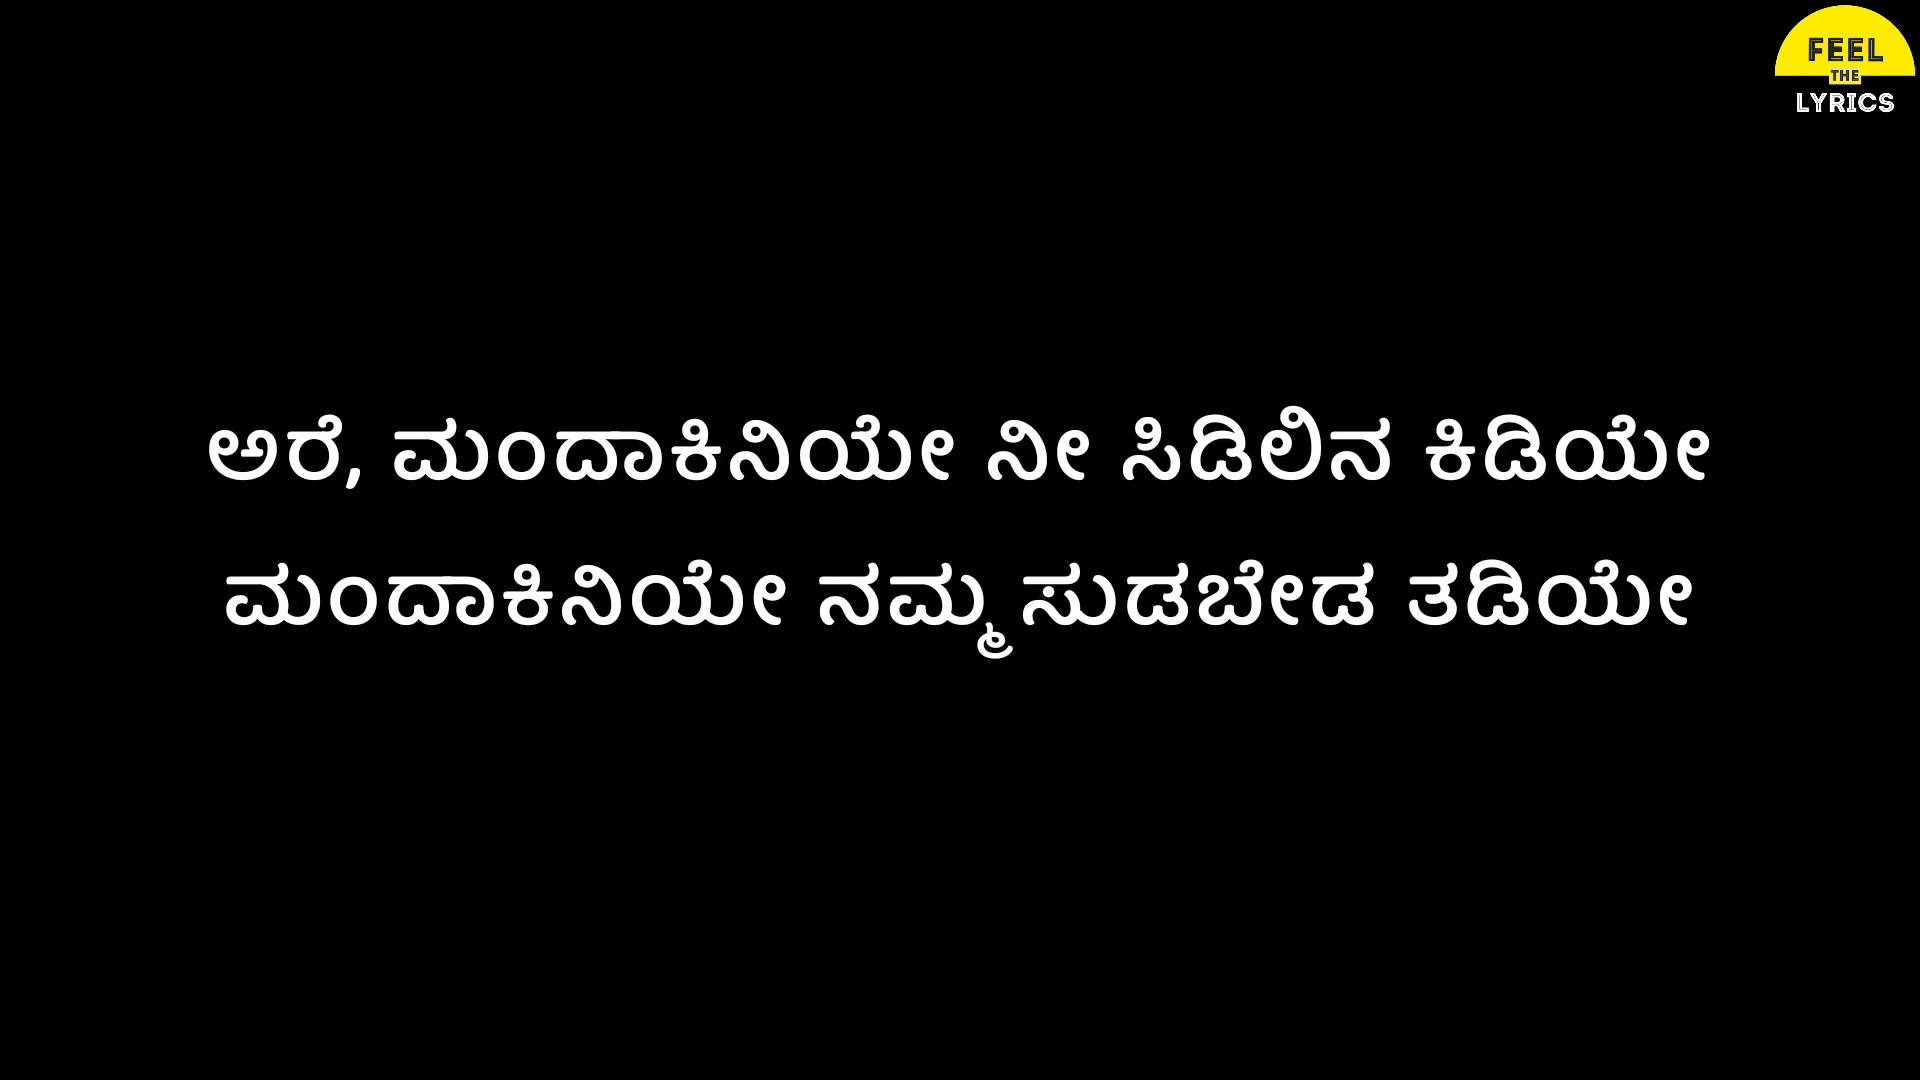 FEEL
THE
LYRICS
ಅರೆ, ಮಂದಾಕಿನಿಯೇ ನೀ ಸಿಡಿಲಿನ ಕಿಡಿಯೇ
ಮಂದಾಕಿನಿಯೇ ನಮ್ಮ ಸುಡಬೇಡ ತಡಿಯೇ